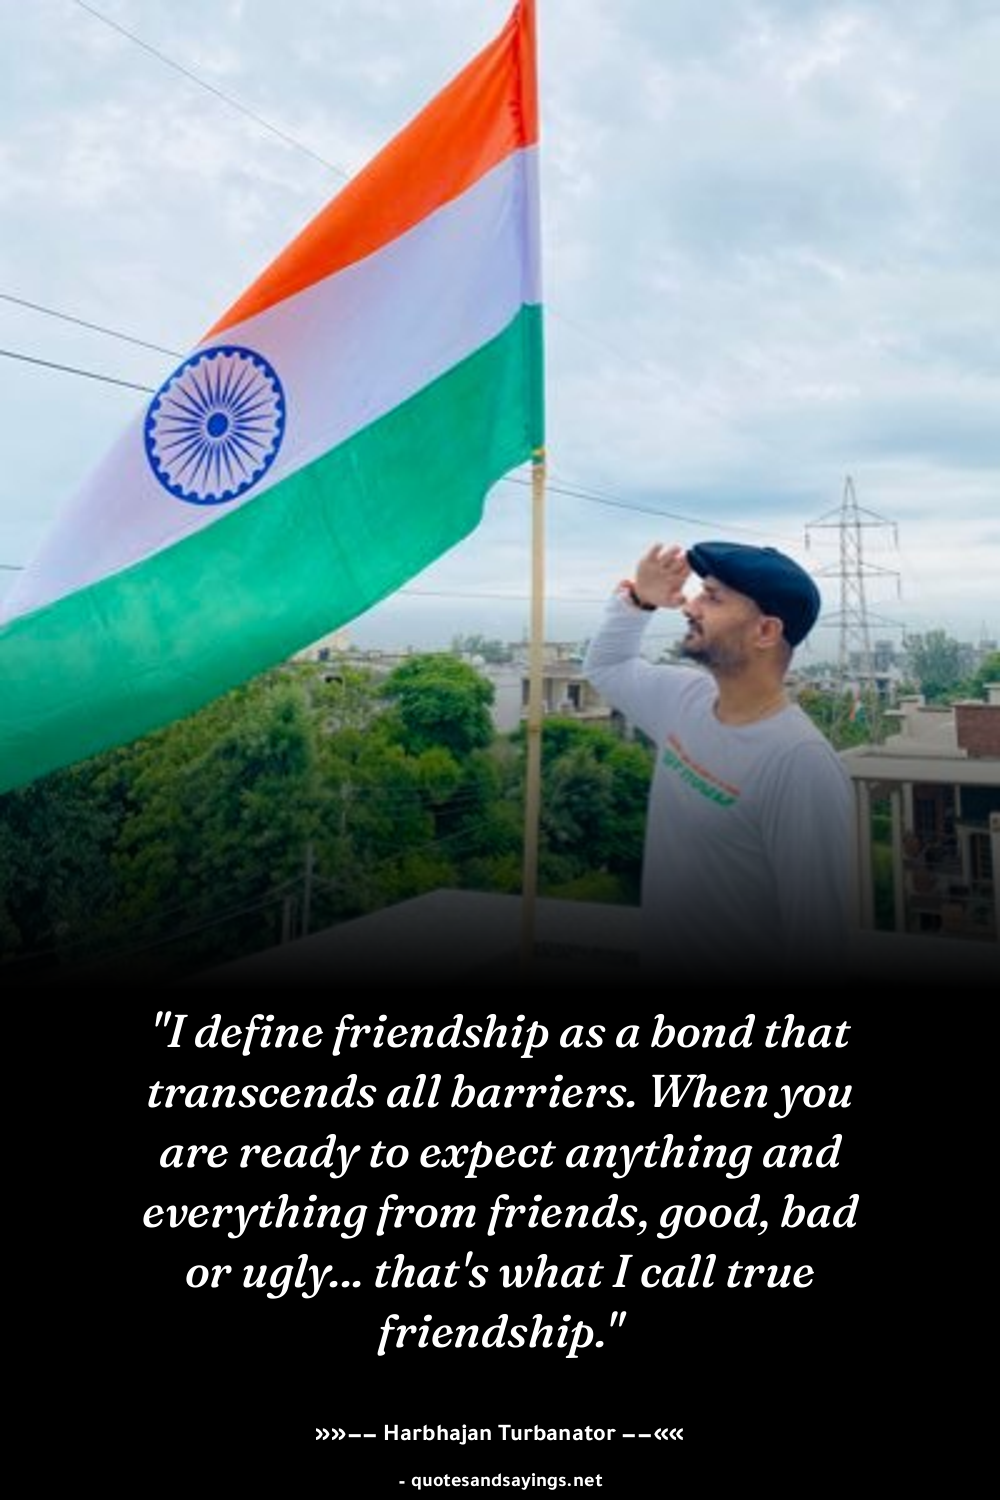 "I define friendship as a bond that
transcends all barriers. When you
are ready to expect anything and
everything from friends, good, bad
or ugly... that's what I call true
friendship."
»»–– Harbhajan Turbanator ––««
- quotesandsayings.net